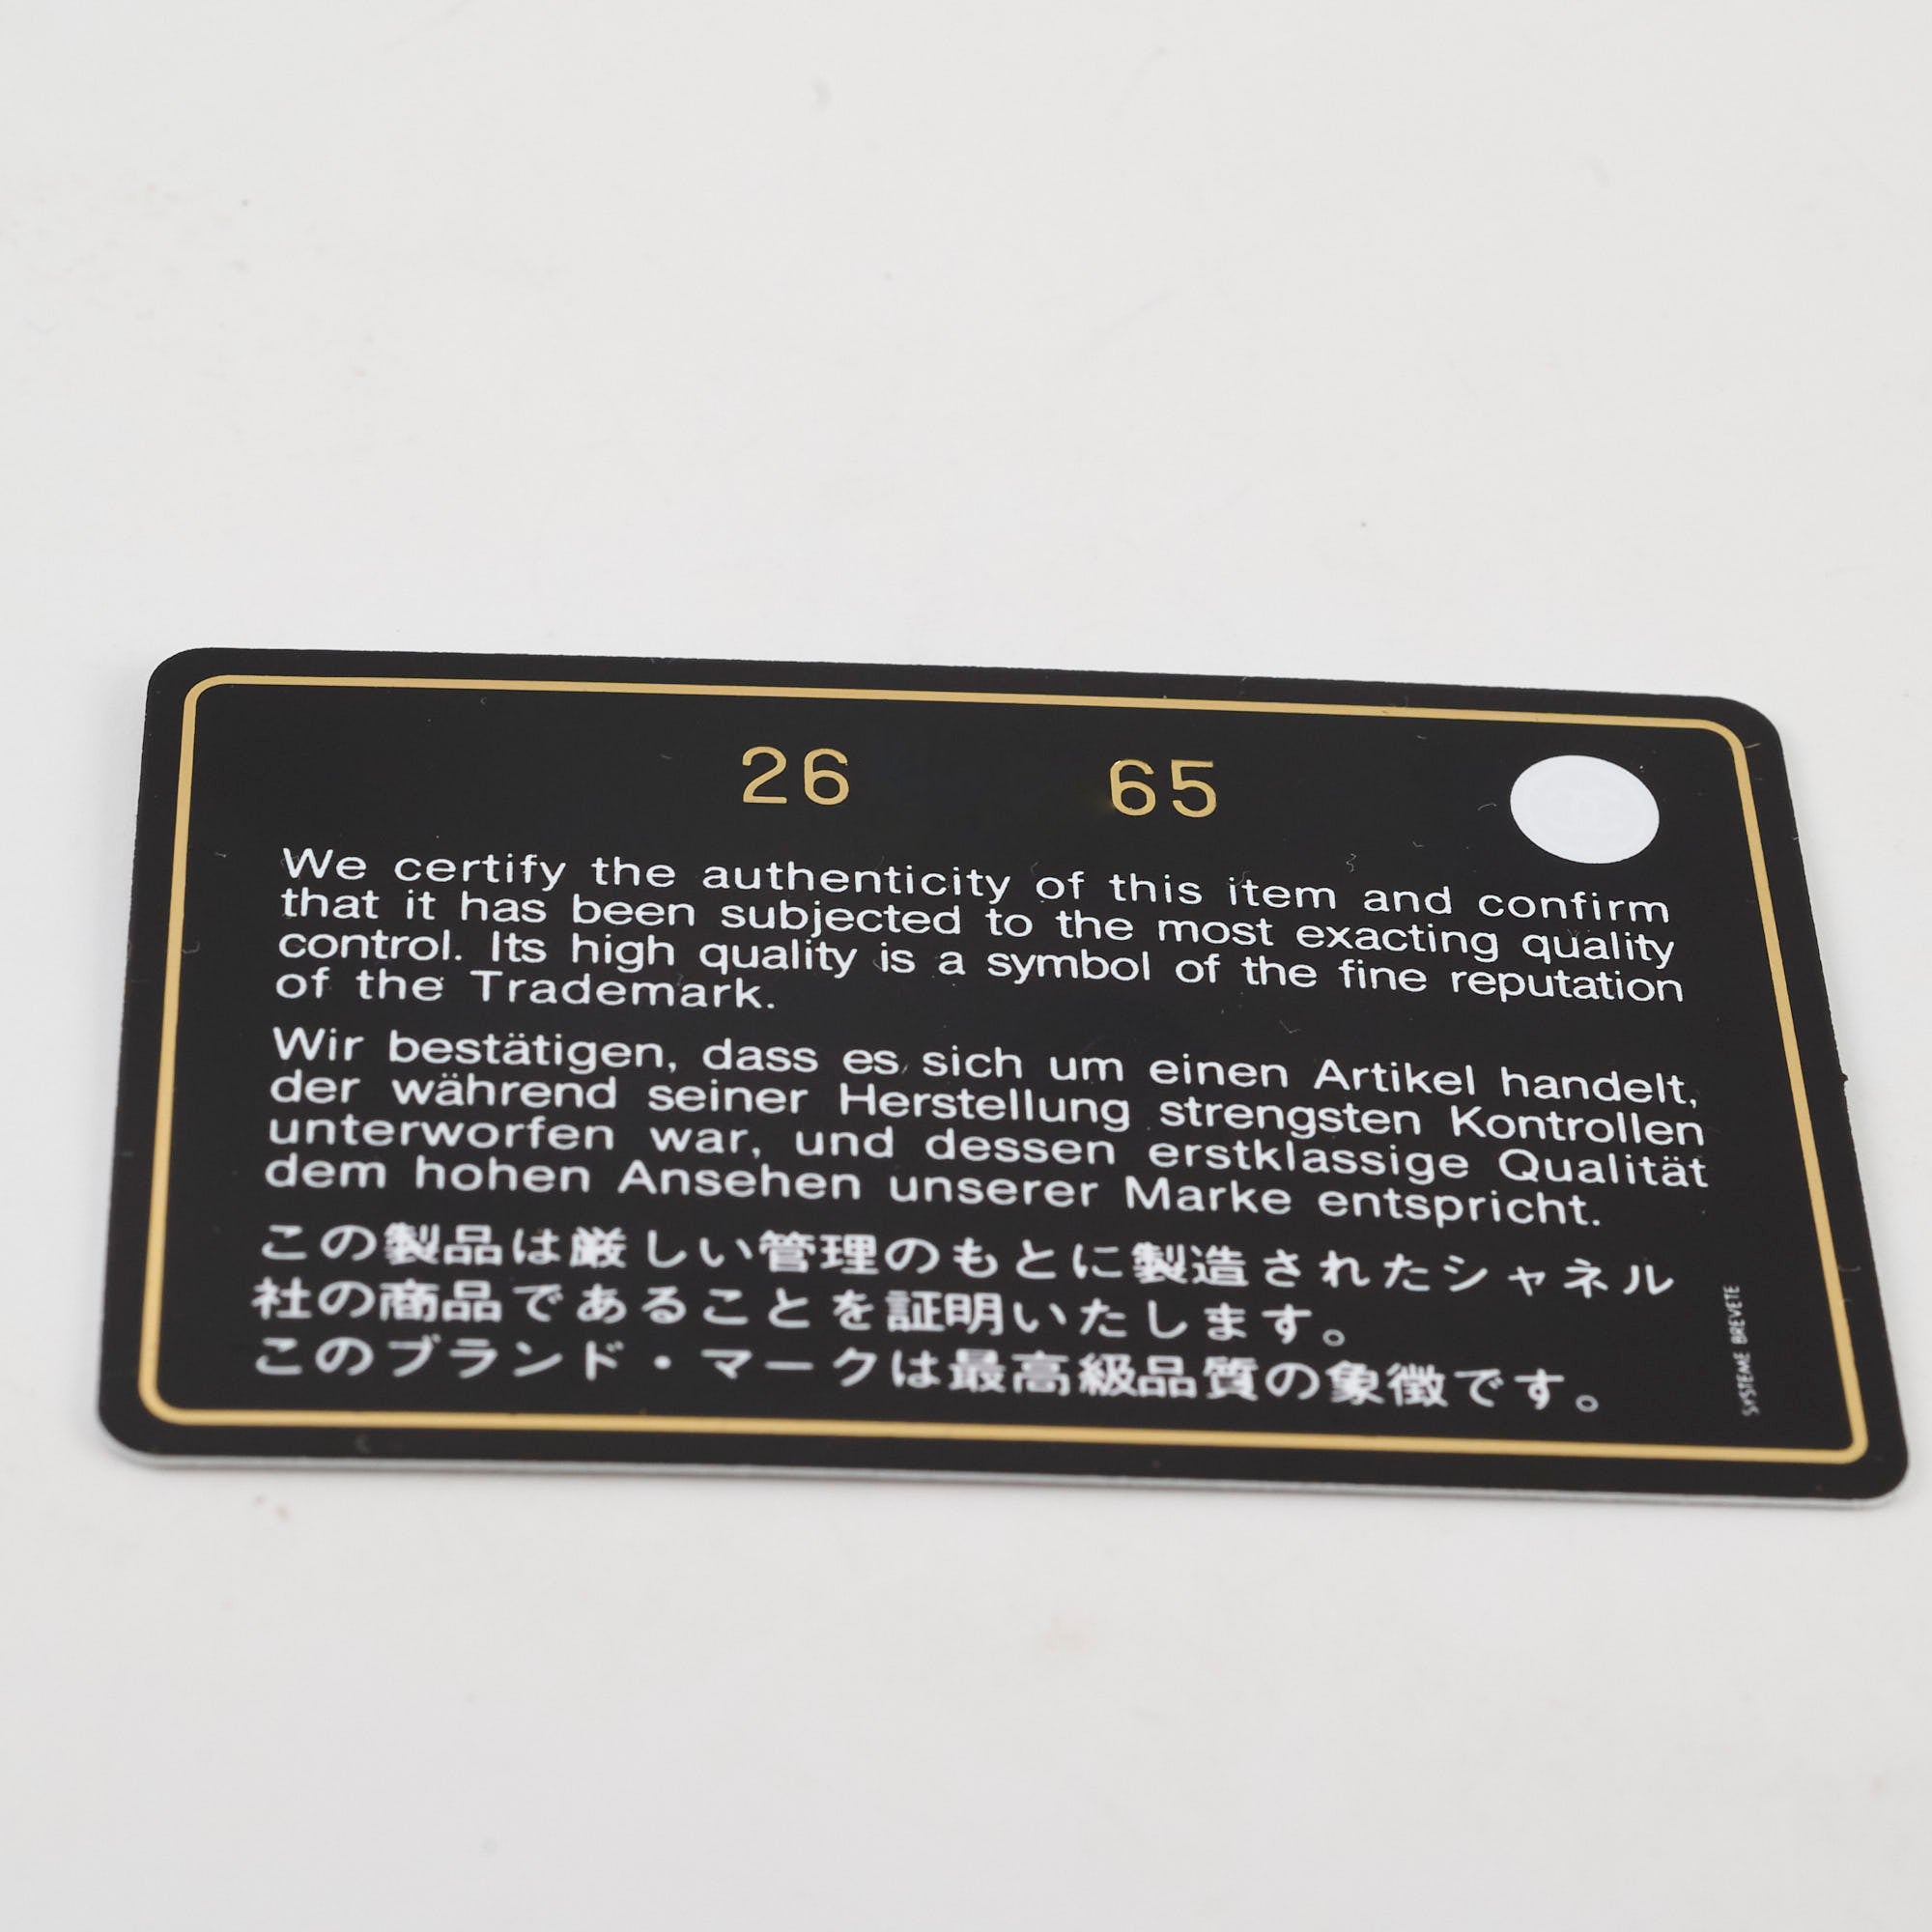 26 65
We certify the authenticity of this item and confirm
that it has been subjected to the most exacting quality
control. Its high quality is a symbol of the fine reputation
of the Trademark.
Wir bestätigen, dass es sich um einen Artikel handelt,
der während seiner Herstellung strengsten Kontrollen
unterworfen war, und dessen erstklassige Qualität
dem hohen Ansehen unserer Marke entspricht.
この製品は厳しい管理のもとに製造されたシャネル
社の商品であることを証明いたします。
このブランド・マークは最高級品質の象徴です。
SYSTEME BREVETE